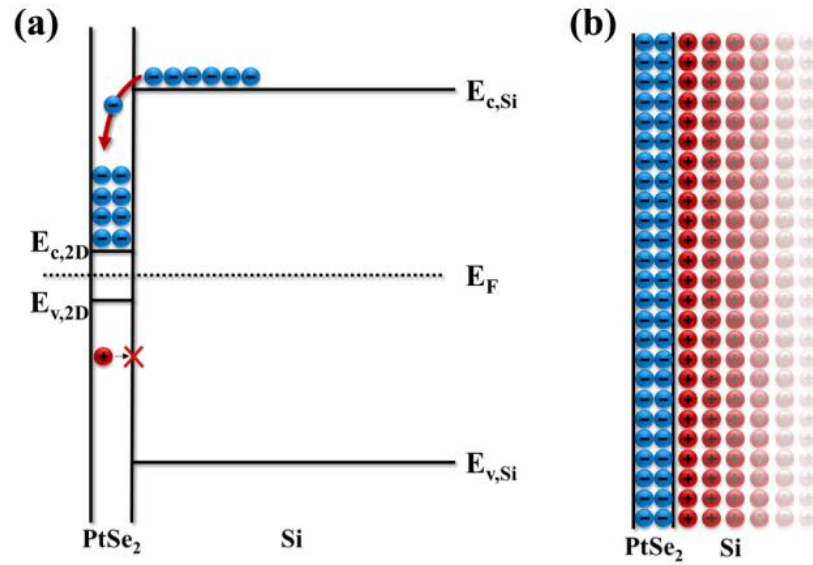 (a)
E_c,Si
E_c,2D
E_F
E_v,2D
E_v,Si
PtSe₂ Si
(b)
PtSe₂ Si